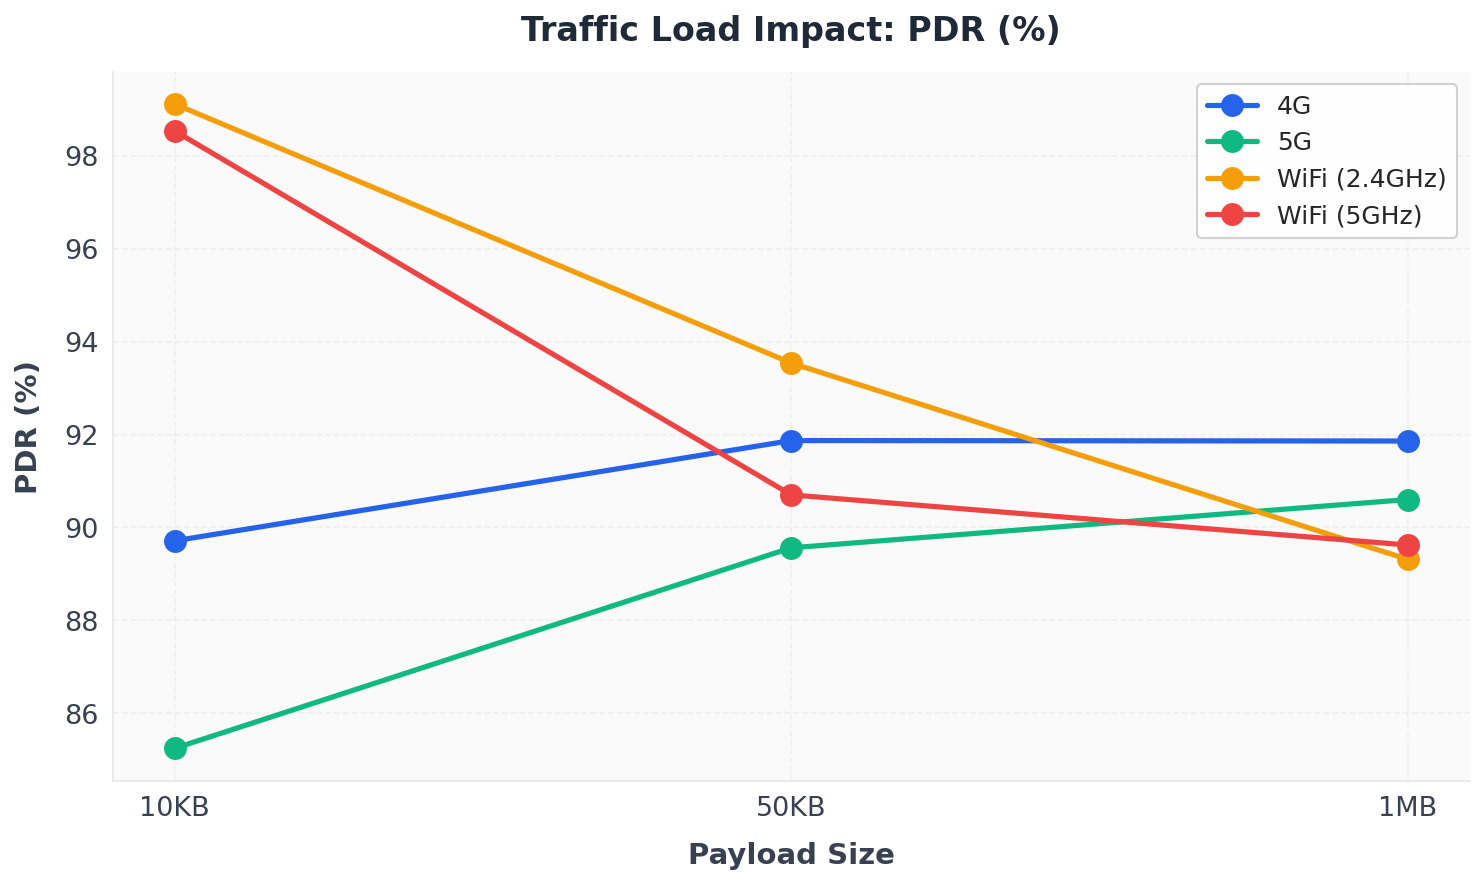 Traffic Load Impact: PDR (%)
4G
5G
WiFi (2.4GHz)
WiFi (5GHz)
98
96
94
92
90
88
86
PDR (%)
10KB
50KB
1MB
Payload Size